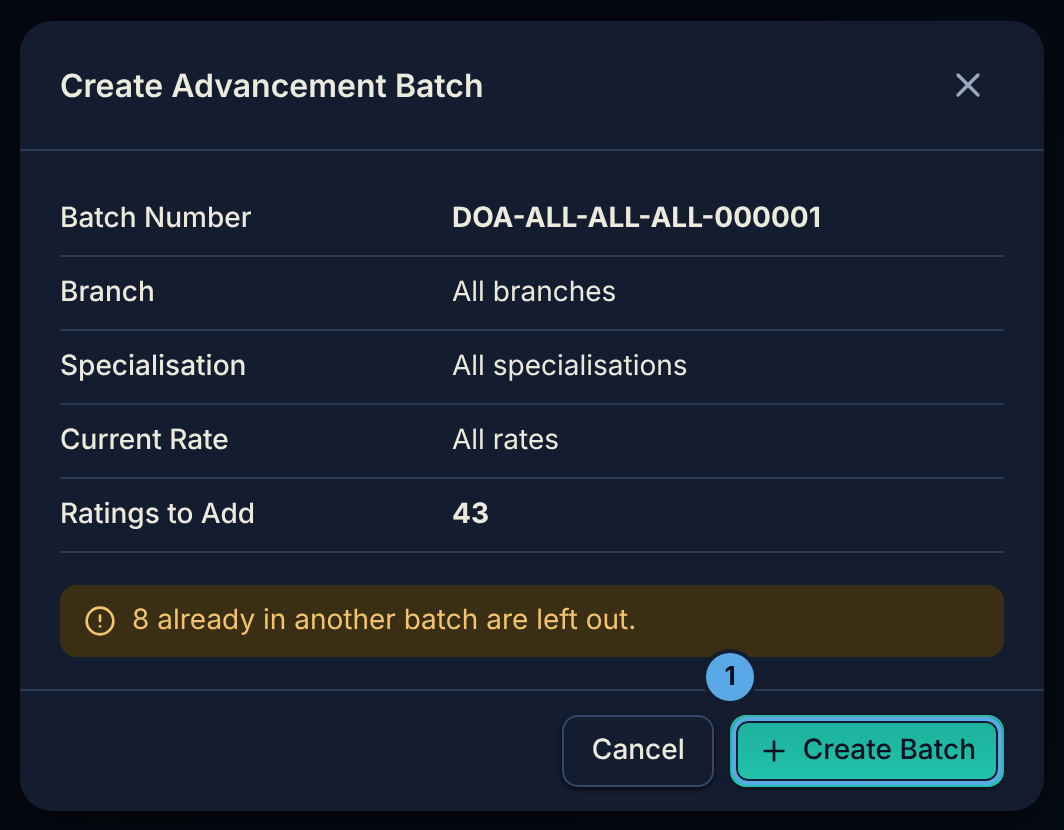 Create Advancement Batch
Batch Number DOA-ALL-ALL-ALL-000001
Branch All branches
Specialisation All specialisations
Current Rate All rates
Ratings to Add 43
8 already in another batch are left out.
1
Cancel + Create Batch